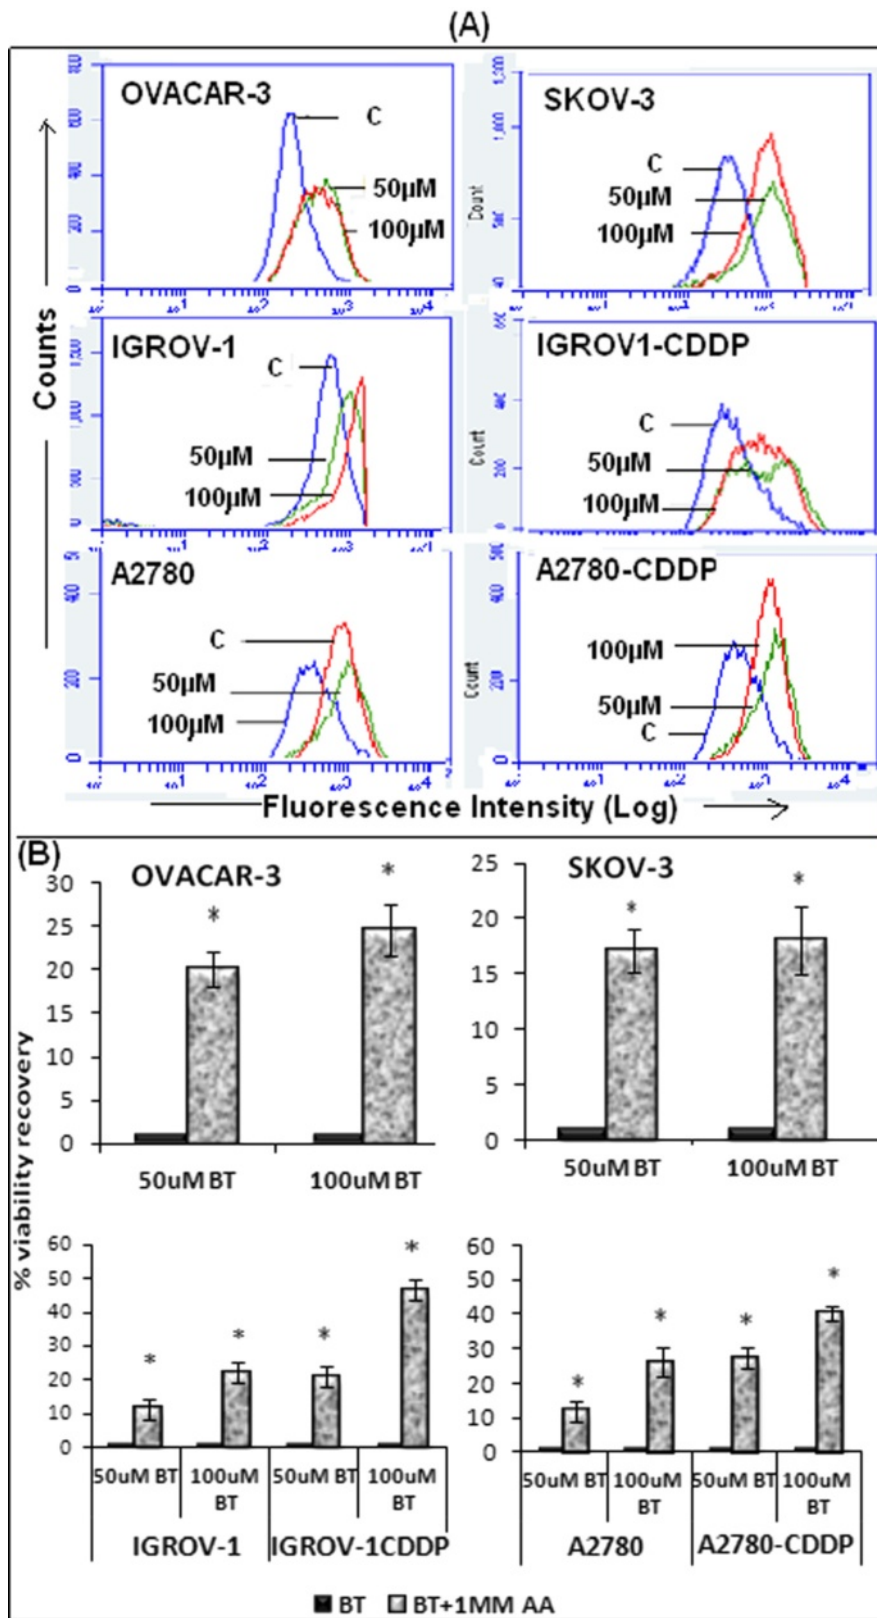 (A)
OVACAR-3
C
50µM
100µM
SKOV-3
C
50µM
100µM
Count
IGROV-1
C
50µM
100µM
IGROV1-CDDP
C
50µM
100µM
Count
A2780
C
50µM
100µM
A2780-CDDP
100µM
50µM
C
Count
Counts
Fluorescence Intensity (Log)
(B)
% viability recovery
OVACAR-3
30
25
20
15
10
5
0
* *
50uM BT 100uM BT
SKOV-3
25
20
15
10
5
0
* *
50uM BT 100uM BT
60
50
40
30
20
10
0
* * * *
50uM BT 100uM BT 50uM BT 100uM BT
IGROV-1 IGROV-1CDDP
60
50
40
30
20
10
0
* * * *
50uM BT 100uM BT 50uM BT 100uM BT
A2780 A2780-CDDP
BT BT+1MM AA